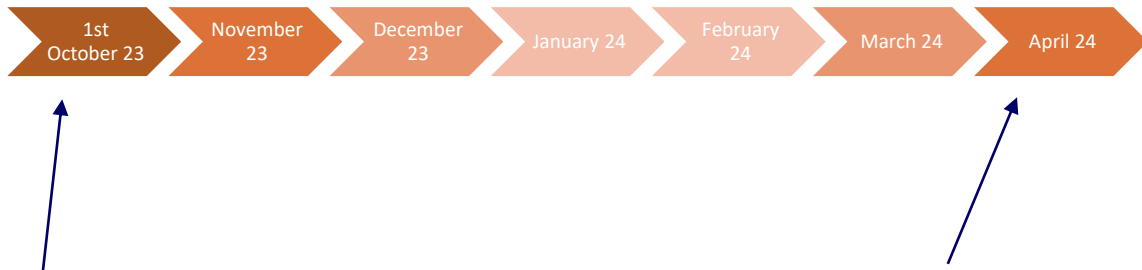 1st
October 23
November
23
December
23
January 24
February
24
March 24
April 24